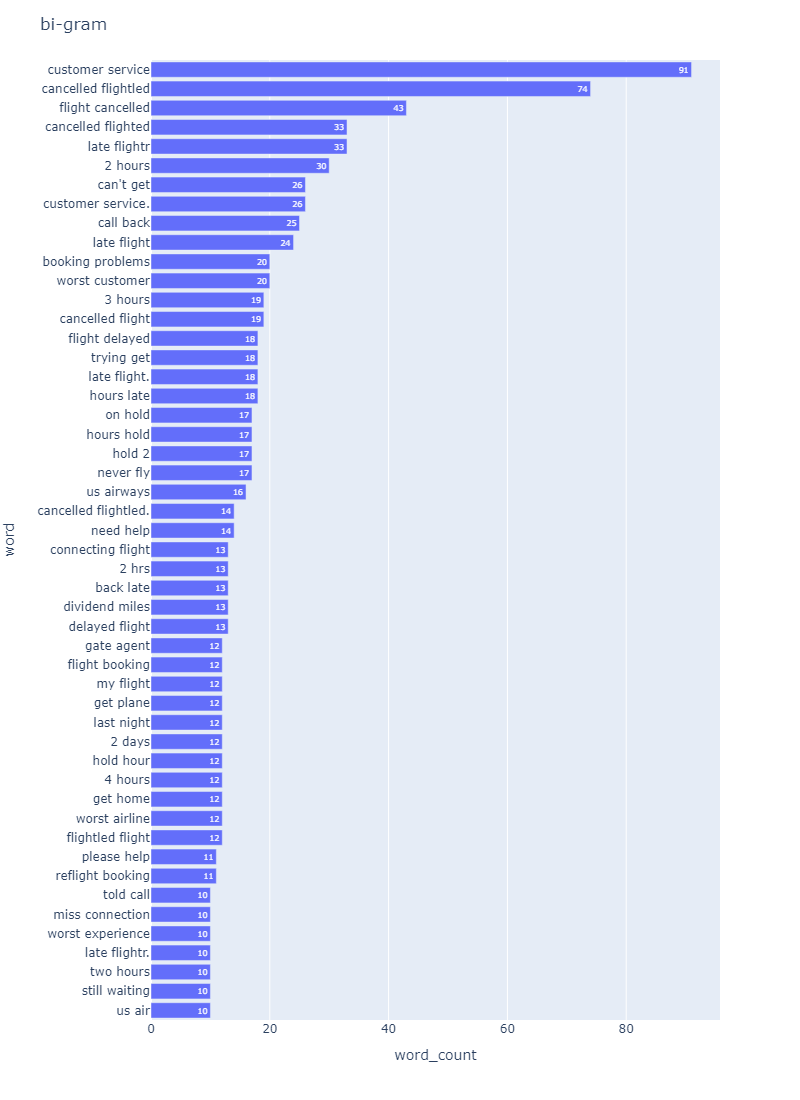 bi-gram
customer service 91
cancelled flightled 74
flight cancelled 43
cancelled flighted 33
late flightr 33
2 hours 30
can't get 26
customer service. 26
call back 25
late flight 24
booking problems 20
worst customer 20
3 hours 19
cancelled flight 19
flight delayed 18
trying get 18
late flight. 18
hours late 18
on hold 17
hours hold 17
hold 2 17
never fly 17
us airways 16
cancelled flightled. 14
need help 14
connecting flight 13
2 hrs 13
back late 13
dividend miles 13
delayed flight 13
gate agent 12
flight booking 12
my flight 12
get plane 12
last night 12
2 days 12
hold hour 12
4 hours 12
get home 12
worst airline 12
flightled flight 12
please help 11
reflight booking 11
told call 10
miss connection 10
worst experience 10
late flightr. 10
two hours 10
still waiting 10
us air 10
word
0 20 40 60 80
word_count